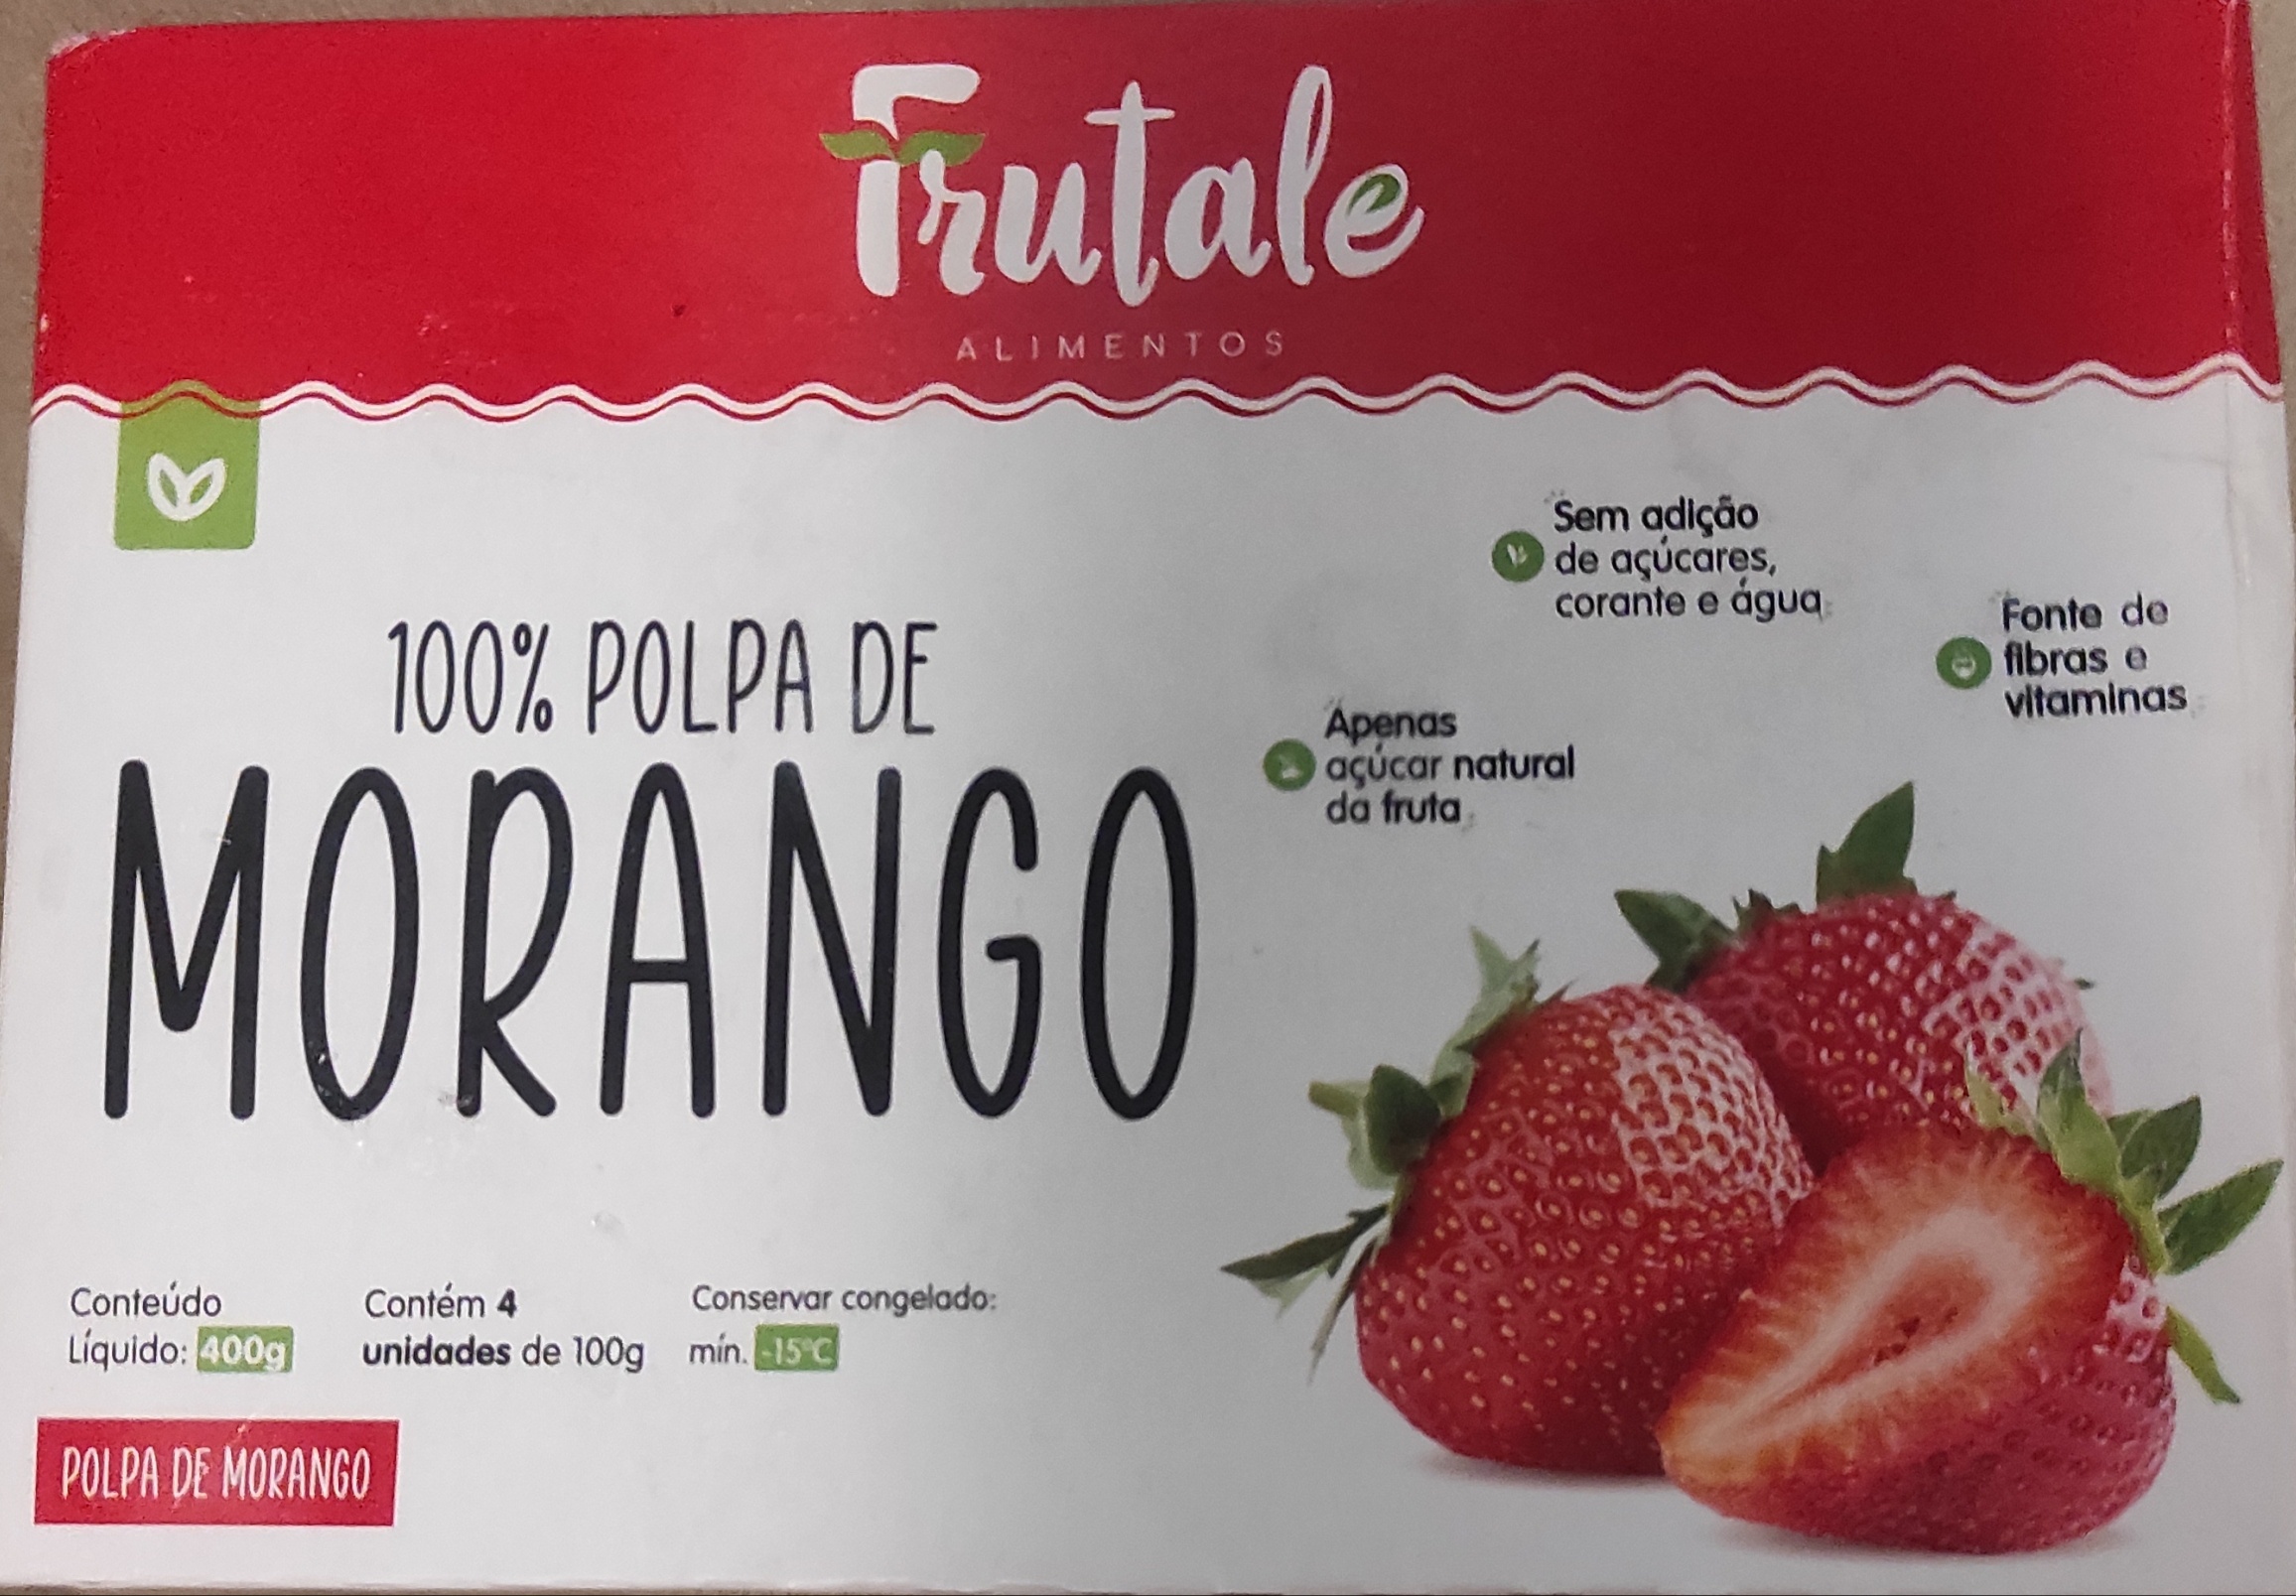 Frutale
ALIMENTOS
Sem adição
de açúcares,
corante e água
Fonte de
fibras e
vitaminas
Apenas
açúcar natural
da fruta
100% POLPA DE
MORANGO
Conteúdo
Líquido: 400g
Contém 4
unidades de 100g
Conservar congelado:
mín. -15°C
POLPA DE MORANGO